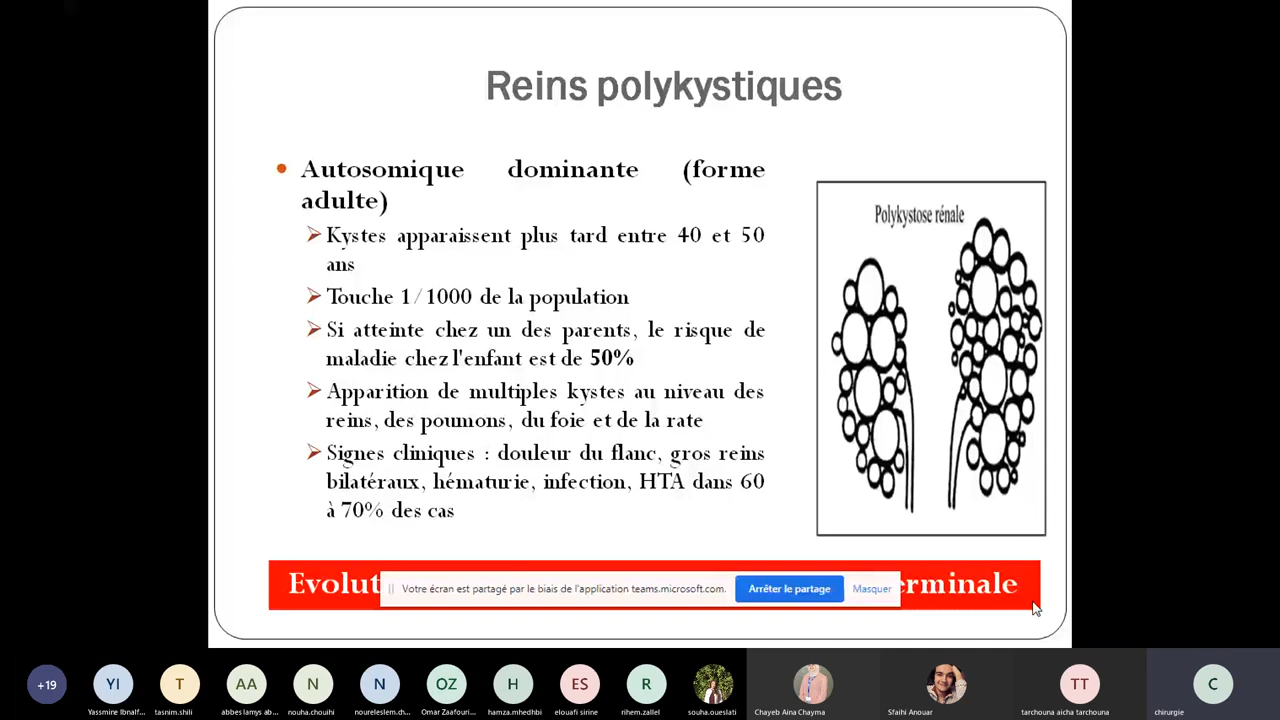 Reins polykystiques
Autosomique dominante (forme
adulte)
Kystes apparaissent plus tard entre 40 et 50
ans
Touche 1/1000 de la population
Si atteinte chez un des parents, le risque de
maladie chez l'enfant est de 50%
Apparition de multiples kystes au niveau des
reins, des poumons, du foie et de la rate
Signes cliniques : douleur du flanc, gros reins
bilatéraux, hématurie, infection, HTA dans 60
à 70% des cas
Polykystose rénale
Evolut erminale
Votre écran est partagé par le biais de l'application teams.microsoft.com.
Arrêter le partage
Masquer
+19
YI
T
AA
N
N
OZ
H
ES
R
TT
C
Yassmine Ibnalf...
tasnim.shili
abbes lamys ab...
nouha.chouihi
noureleslem.ch...
Omar Zaafouri...
hamza.mhedhbi
elouafi sirine
rihem.zallel
souha.oueslati
Chayeb Aina Chayma
Sfaihi Anouar
tarchouna aicha tarchouna
chirurgie